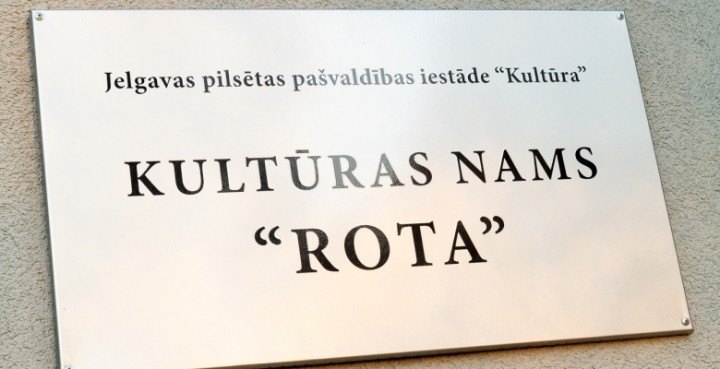 Jelgavas pilsētas pašvaldības iestāde “Kultūra”
KULTŪRAS NAMS
“ROTA”